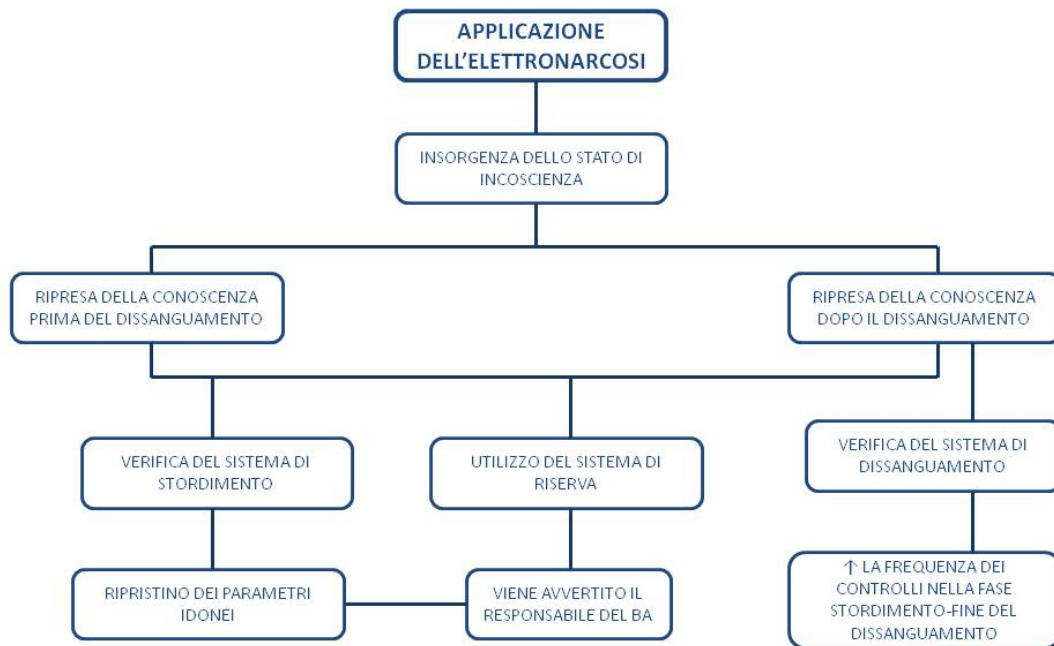 APPLICAZIONE
DELL'ELETTRONARCOSI
INSORGENZA DELLO STATO DI
INCOSCIENZA
RIPRESA DELLA CONOSCENZA
PRIMA DEL DISSANGUAMENTO
RIPRESA DELLA CONOSCENZA
DOPO IL DISSANGUAMENTO
VERIFICA DEL SISTEMA DI
STORDIMENTO
UTILIZZO DEL SISTEMA DI
RISERVA
VERIFICA DEL SISTEMA DI
DISSANGUAMENTO
RIPRISTINO DEI PARAMETRI
IDONEI
VIENE AVVERTITO IL
RESPONSABILE DEL BA
↑ LA FREQUENZA DEI
CONTROLLI NELLA FASE
STORDIMENTO-FINE DEL
DISSANGUAMENTO